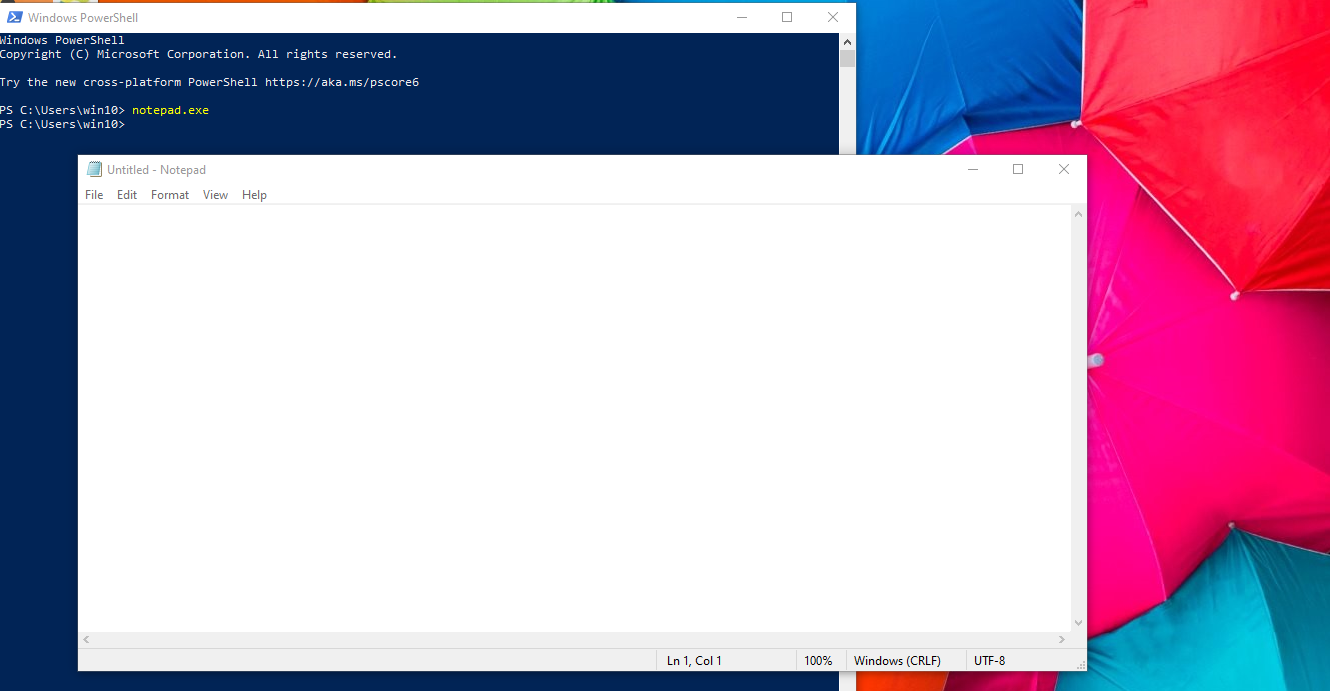 Windows PowerShell
Windows PowerShell
Copyright (C) Microsoft Corporation. All rights reserved.
Try the new cross-platform PowerShell https://aka.ms/pscore6
PS C:\Users\win10> notepad.exe
PS C:\Users\win10>
Untitled - Notepad
File Edit Format View Help
Ln 1, Col 1 100% Windows (CRLF) UTF-8